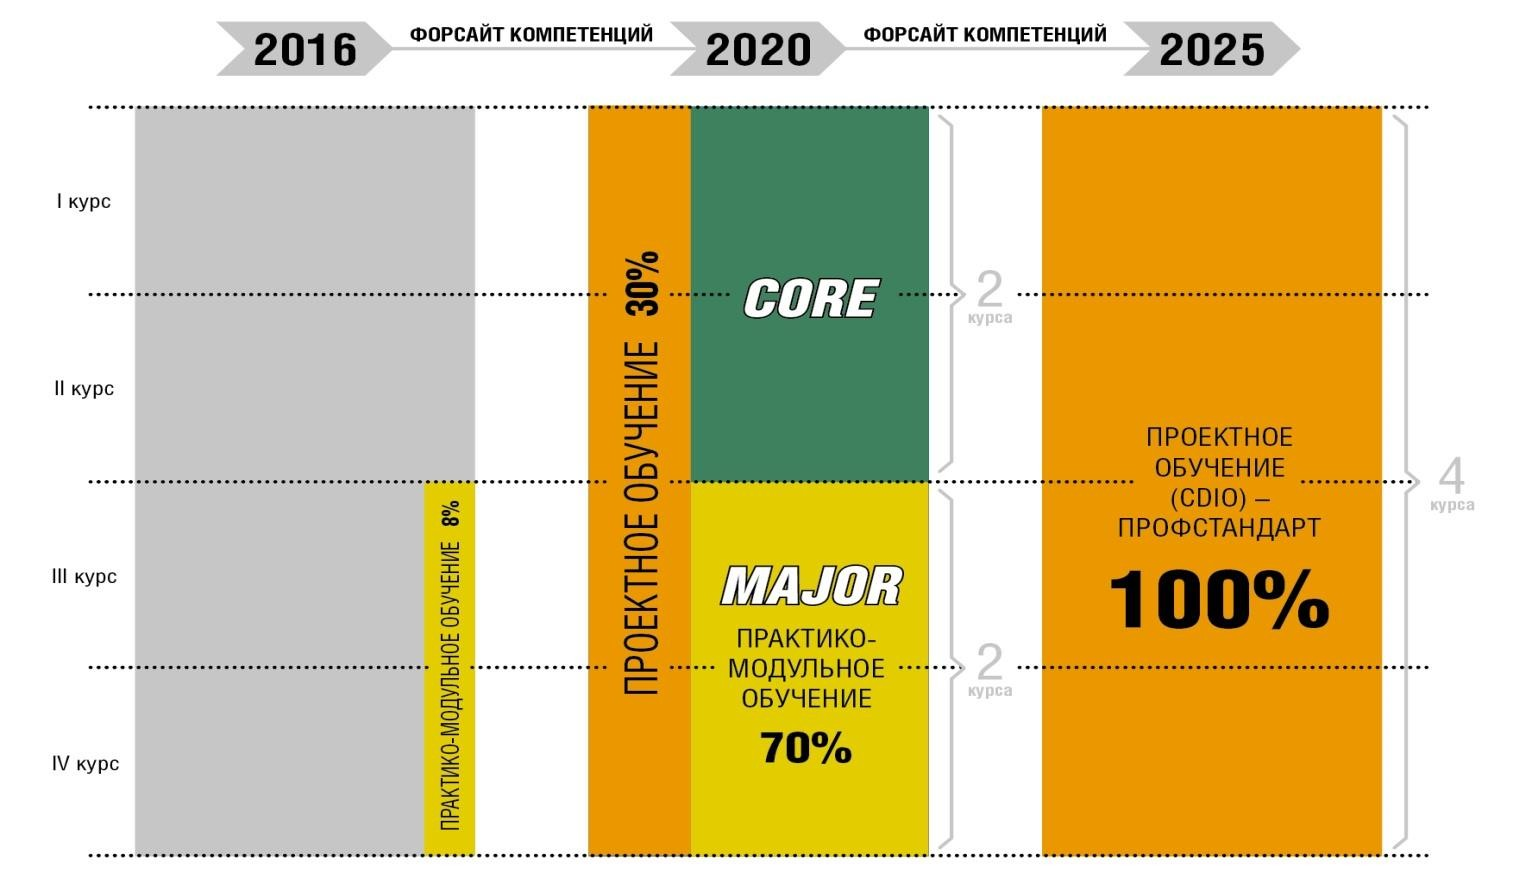 2016
ФОРСАЙТ КОМПЕТЕНЦИЙ
2020
ФОРСАЙТ КОМПЕТЕНЦИЙ
2025
I курс
II курс
III курс
IV курс
ПРАКТИКО-МОДУЛЬНОЕ ОБУЧЕНИЕ 8%
ПРОЕКТНОЕ ОБУЧЕНИЕ 30%
CORE
2
курса
MAJOR
ПРАКТИКО-
МОДУЛЬНОЕ
ОБУЧЕНИЕ
70%
2
курса
ПРОЕКТНОЕ
ОБУЧЕНИЕ
(CDIO) –
ПРОФСТАНДАРТ
100%
4
курса